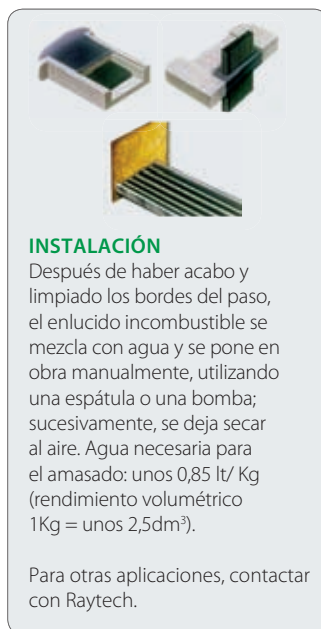 INSTALACIÓN
Después de haber acabo y
limpiado los bordes del paso,
el enlucido incombustible se
mezcla con agua y se pone en
obra manualmente, utilizando
una espátula o una bomba;
sucesivamente, se deja secar
al aire. Agua necesaria para
el amasado: unos 0,85 lt/ Kg
(rendimiento volumétrico
1Kg = unos 2,5dm³).
Para otras aplicaciones, contactar
con Raytech.